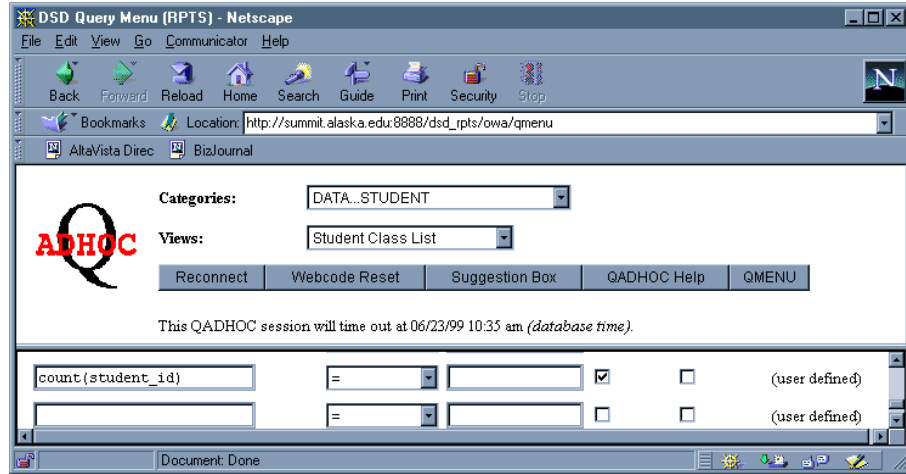 DSD Query Menu (RPTS) - Netscape
File Edit View Go Communicator Help
Back Forward Reload Home Search Guide Print Security Stop
N
Bookmarks Location: http://summit.alaska.edu:8888/dsd_rpts/owa/qmenu
AltaVista Direc BizJournal
Categories: DATA...STUDENT
Q
ADHOC
Views: Student Class List
Reconnect Webcode Reset Suggestion Box QADHOC Help QMENU
This QADHOC session will time out at 06/23/99 10:35 am (database time).
count(student_id) = (user defined)
= (user defined)
Document: Done